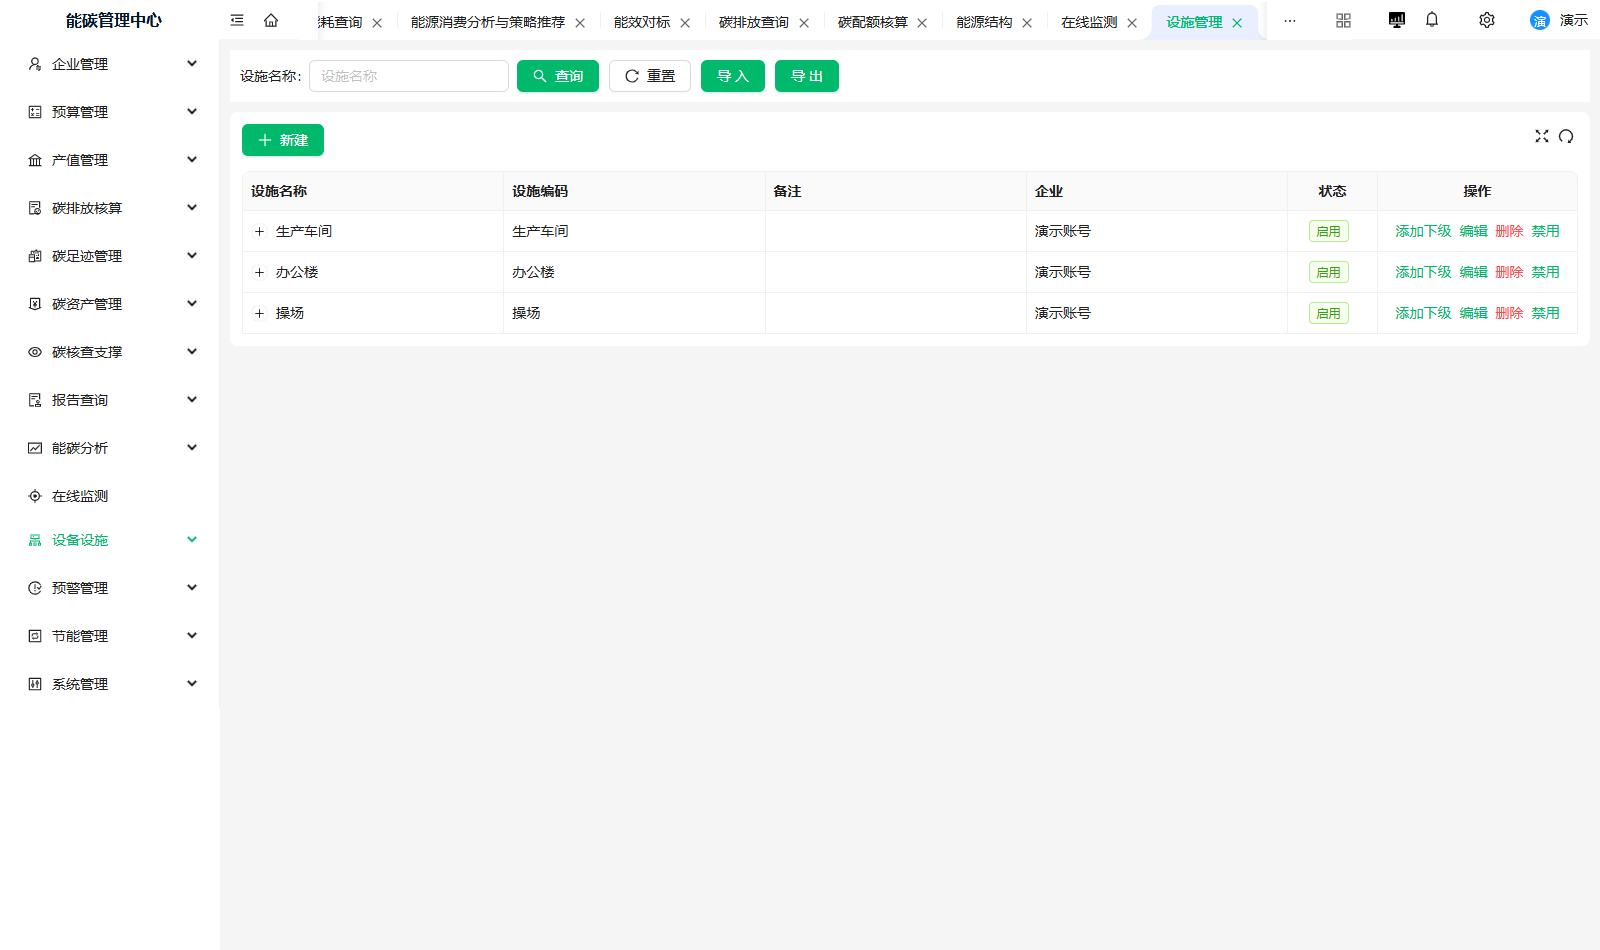 能碳管理中心
耗查询
能源消费分析与策略推荐
能效对标
碳排放查询
碳配额核算
能源结构
在线监测
设施管理
演 演示
企业管理
预算管理
产值管理
碳排放核算
碳足迹管理
碳资产管理
碳核查支撑
报告查询
能碳分析
在线监测
设备设施
预警管理
节能管理
系统管理
设施名称: 设施名称 查询 重置 导入 导出
新建
设施名称 设施编码 备注 企业 状态 操作
生产车间 生产车间 演示账号 启用 添加下级 编辑 删除 禁用
办公楼 办公楼 演示账号 启用 添加下级 编辑 删除 禁用
操场 操场 演示账号 启用 添加下级 编辑 删除 禁用